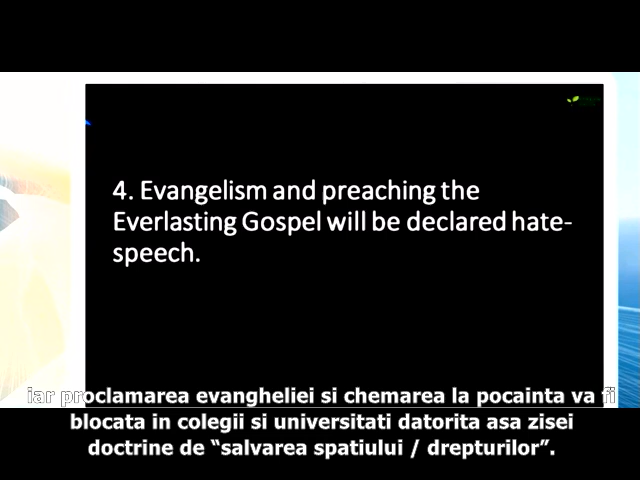 4. Evangelism and preaching the
Everlasting Gospel will be declared hate-
speech.
iar proclamarea evangheliei si chemarea la pocainta va fi
blocata in colegii si universitati datorita asa zisei
doctrine de “salvarea spatiului / drepturilor”.